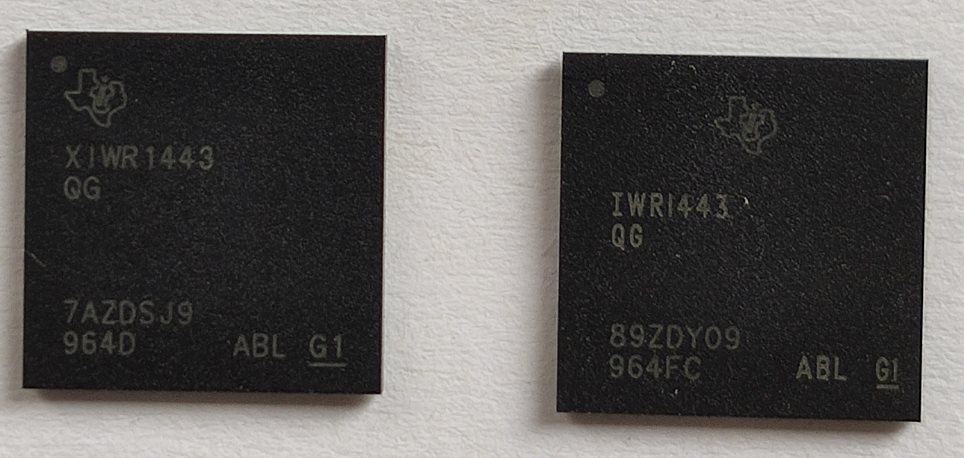 XIWR1443
QG
7AZDSJ9
964D ABL G1
IWR1443
QG
89ZDY09
964FC ABL G1